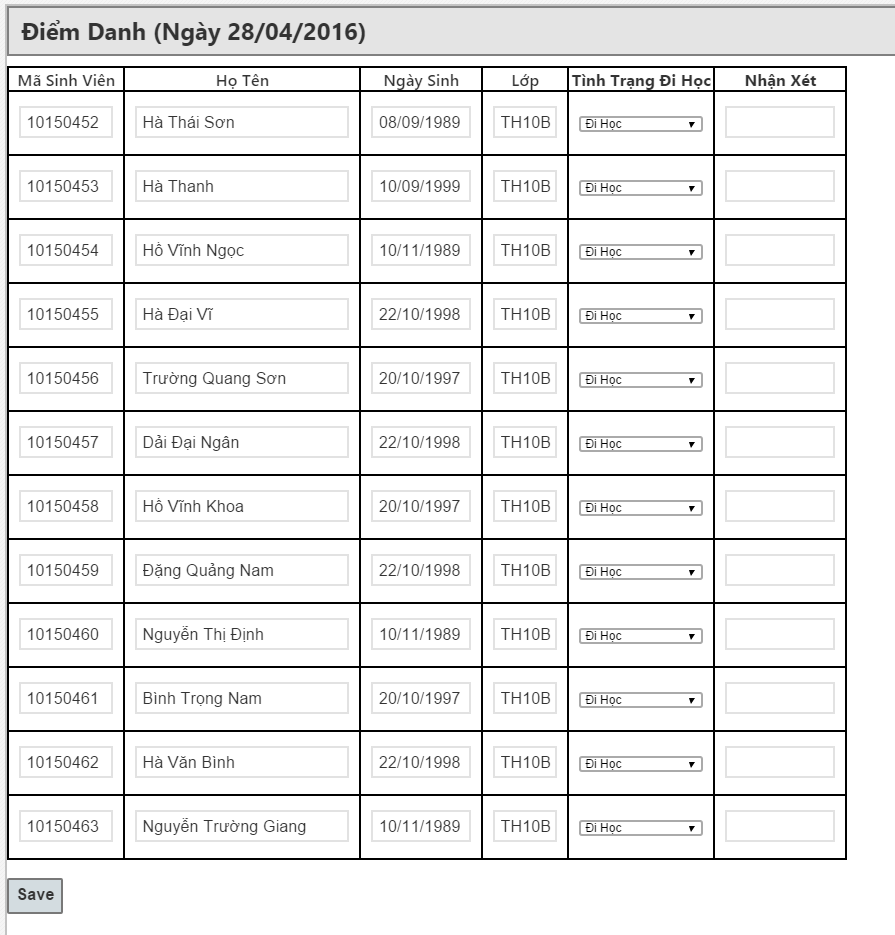 Điểm Danh (Ngày 28/04/2016)
Mã Sinh Viên Họ Tên Ngày Sinh Lớp Tình Trạng Đi Học Nhận Xét
10150452 Hà Thái Sơn 08/09/1989 TH10B Đi Học
10150453 Hà Thanh 10/09/1999 TH10B Đi Học
10150454 Hồ Vĩnh Ngọc 10/11/1989 TH10B Đi Học
10150455 Hà Đại Vĩ 22/10/1998 TH10B Đi Học
10150456 Trường Quang Sơn 20/10/1997 TH10B Đi Học
10150457 Dải Đại Ngân 22/10/1998 TH10B Đi Học
10150458 Hồ Vĩnh Khoa 20/10/1997 TH10B Đi Học
10150459 Đặng Quảng Nam 22/10/1998 TH10B Đi Học
10150460 Nguyễn Thị Định 10/11/1989 TH10B Đi Học
10150461 Bình Trọng Nam 20/10/1997 TH10B Đi Học
10150462 Hà Văn Bình 22/10/1998 TH10B Đi Học
10150463 Nguyễn Trường Giang 10/11/1989 TH10B Đi Học
Save